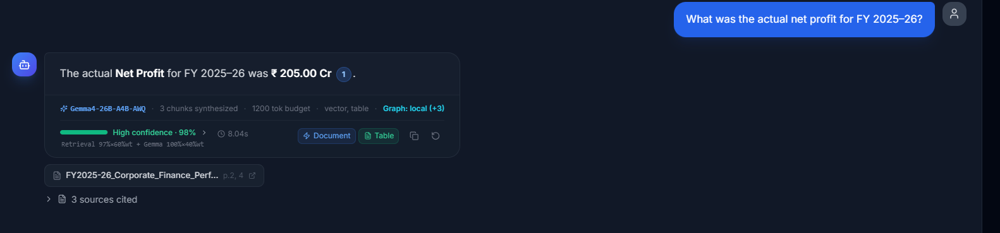 What was the actual net profit for FY 2025–26?
The actual Net Profit for FY 2025–26 was ₹ 205.00 Cr 1 .
Gemma4-26B-A4B-AWQ · 3 chunks synthesized · 1200 tok budget · vector, table · Graph: local (+3)
High confidence · 98% 8.04s Document Table
Retrieval 97%×60%wt + Gemma 100%×40%wt
FY2025-26_Corporate_Finance_Perf... p.2, 4
3 sources cited